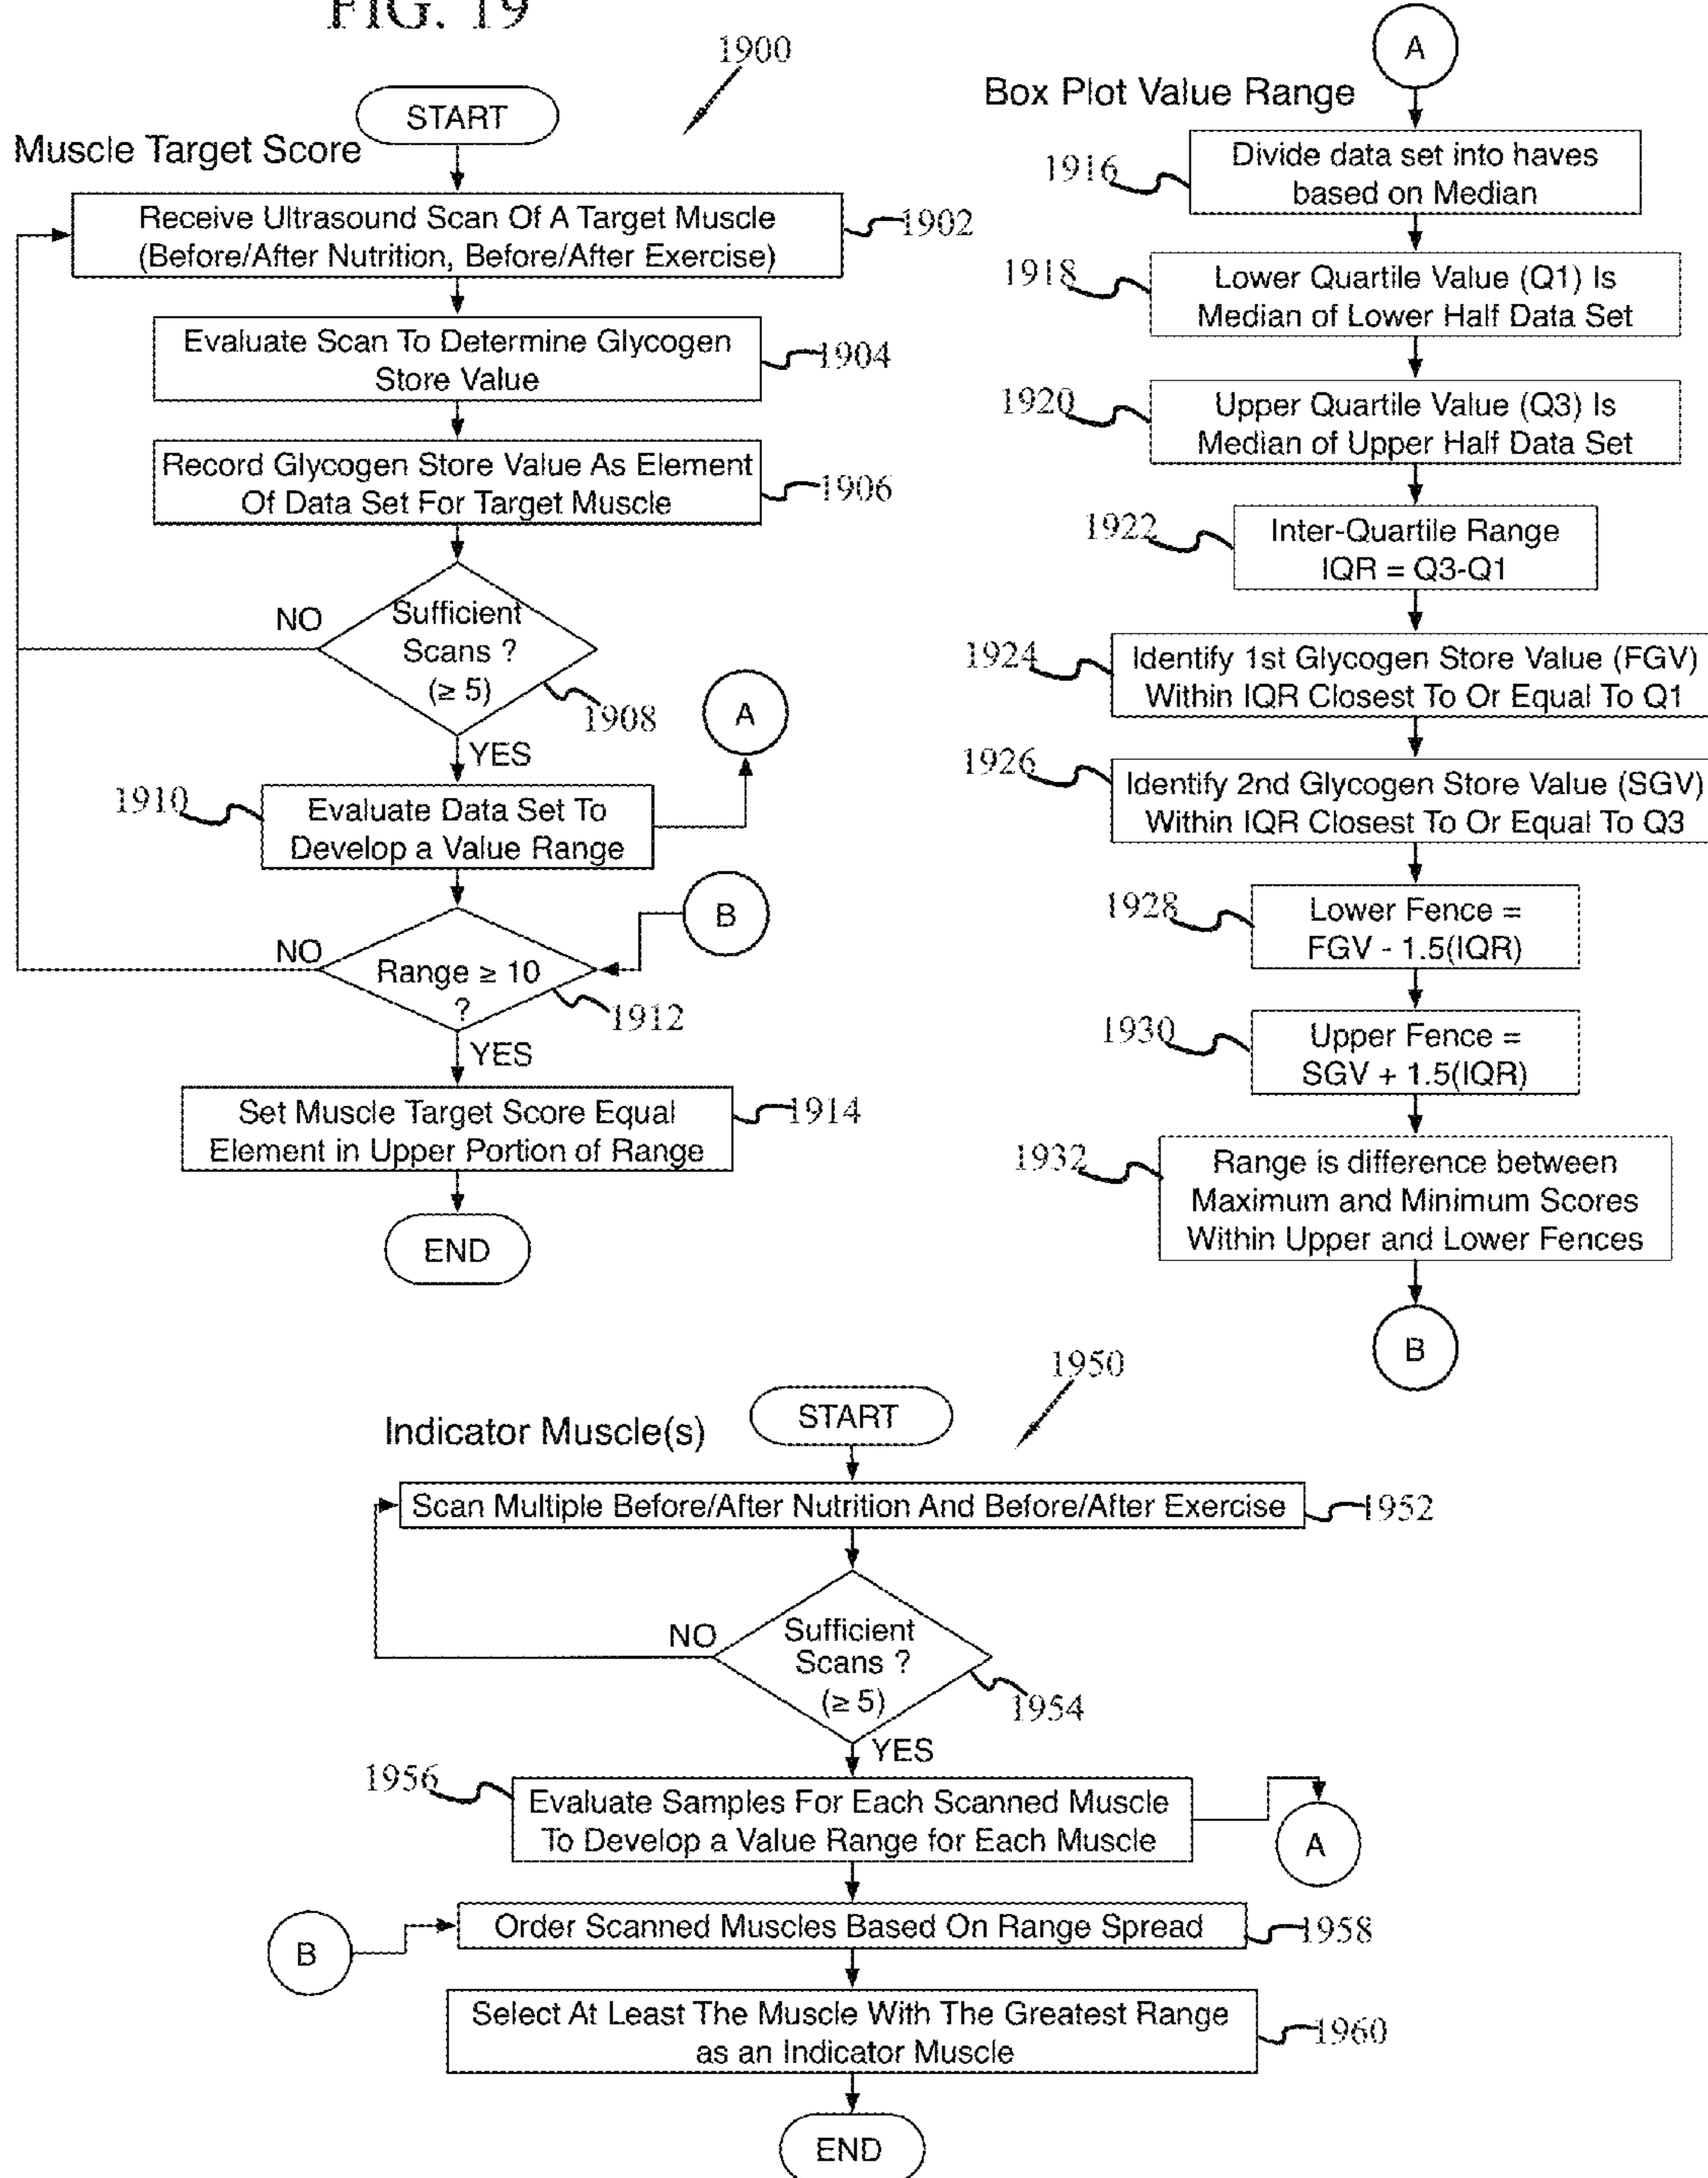 FIG. 19
1900
START
Muscle Target Score
Receive Ultrasound Scan Of A Target Muscle
(Before/After Nutrition, Before/After Exercise)
1902
Evaluate Scan To Determine Glycogen
Store Value
1904
Record Glycogen Store Value As Element
Of Data Set For Target Muscle
1906
NO
Sufficient
Scans ?
(≥ 5)
1908
YES
A
1910
Evaluate Data Set To
Develop a Value Range
B
NO
Range ≥ 10
?
1912
YES
Set Muscle Target Score Equal
Element in Upper Portion of Range
1914
END
A
Box Plot Value Range
1916
Divide data set into haves
based on Median
1918
Lower Quartile Value (Q1) Is
Median of Lower Half Data Set
1920
Upper Quartile Value (Q3) Is
Median of Upper Half Data Set
1922
Inter-Quartile Range
IQR = Q3-Q1
1924
Identify 1st Glycogen Store Value (FGV)
Within IQR Closest To Or Equal To Q1
1926
Identify 2nd Glycogen Store Value (SGV)
Within IQR Closest To Or Equal To Q3
1928
Lower Fence =
FGV - 1.5(IQR)
1930
Upper Fence =
SGV + 1.5(IQR)
1932
Range is difference between
Maximum and Minimum Scores
Within Upper and Lower Fences
B
1950
START
Indicator Muscle(s)
Scan Multiple Before/After Nutrition And Before/After Exercise
1952
NO
Sufficient
Scans ?
(≥ 5)
1954
YES
1956
Evaluate Samples For Each Scanned Muscle
To Develop a Value Range for Each Muscle
A
B
Order Scanned Muscles Based On Range Spread
1958
Select At Least The Muscle With The Greatest Range
as an Indicator Muscle
1960
END